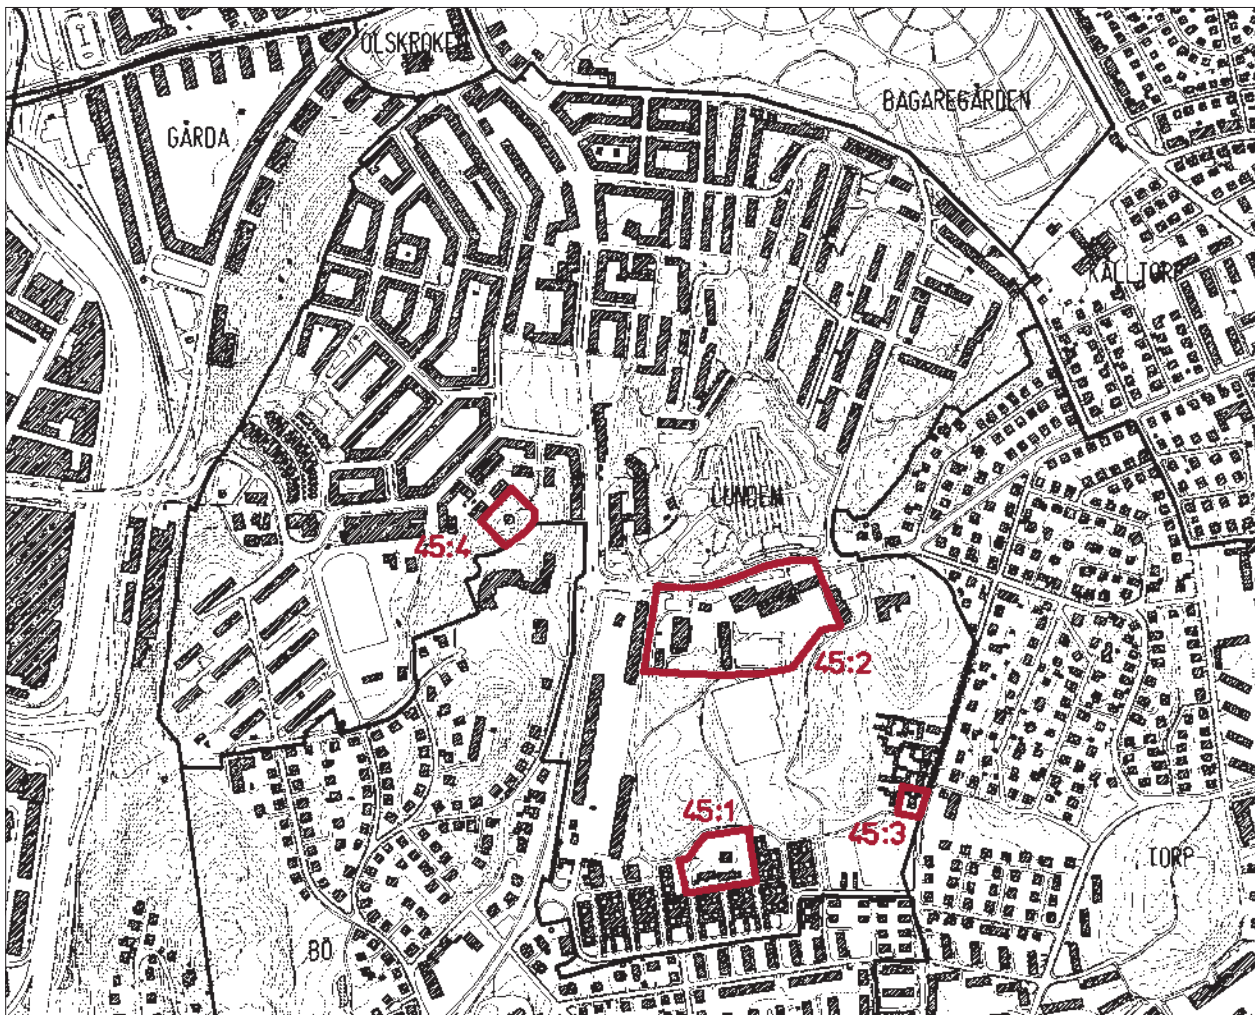 OLSKROKEN
BAGAREGÅRDEN
GÅRDA
KÄLLTORP
LUNDEN
45:4
45:2
45:1
45:3
TORP
BÖ